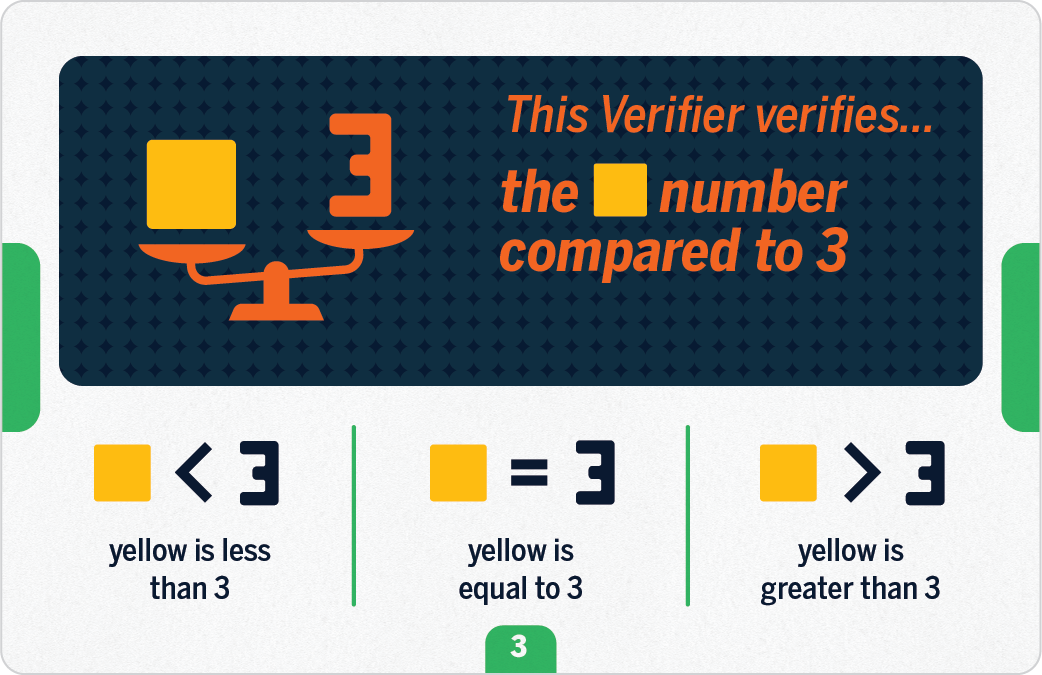 3
This Verifier verifies...
the number
compared to 3
< 3
= 3
> 3
yellow is less
than 3
yellow is
equal to 3
yellow is
greater than 3
3